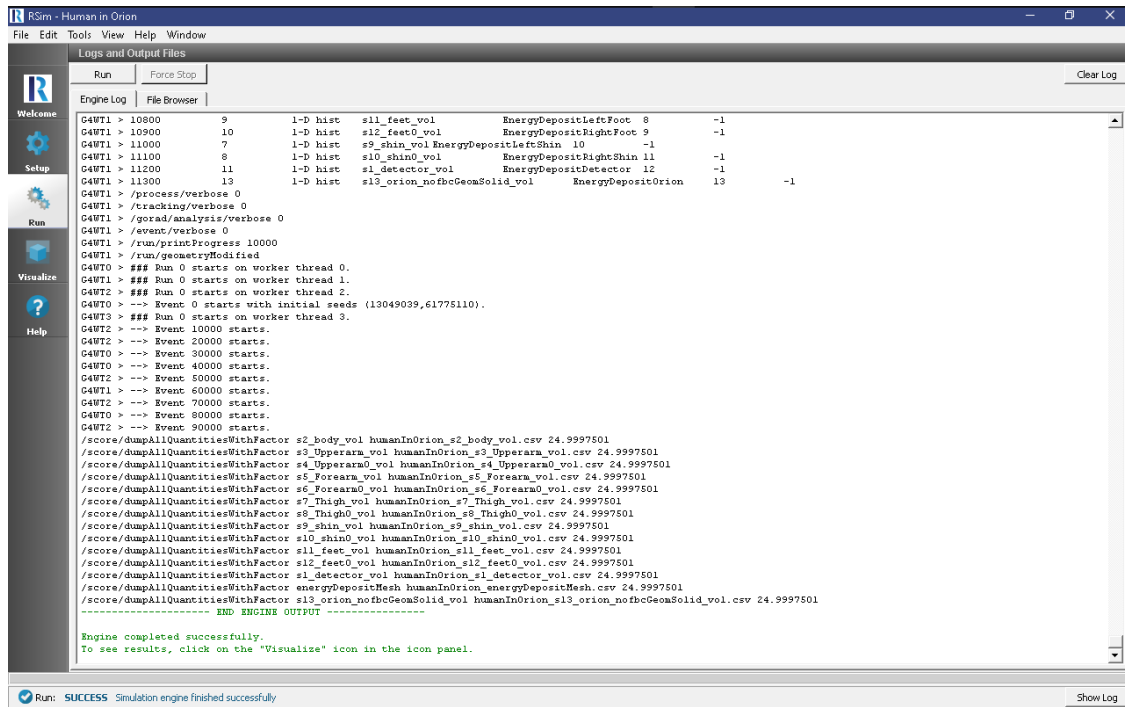 RSim - Human in Orion
File Edit Tools View Help Window
Logs and Output Files
Run Force Stop Clear Log
Engine Log File Browser
Welcome
Setup
Run
Visualize
Help
G4WT1 > 10800 9 1-D hist s11_feet_vol EnergyDepositLeftFoot 8 -1
G4WT1 > 10900 10 1-D hist s12_feet0_vol EnergyDepositRightFoot 9 -1
G4WT1 > 11000 7 1-D hist s9_shin_vol EnergyDepositLeftShin 10 -1
G4WT1 > 11100 8 1-D hist s10_shin0_vol EnergyDepositRightShin 11 -1
G4WT1 > 11200 11 1-D hist s1_detector_vol EnergyDepositDetector 12 -1
G4WT1 > 11300 13 1-D hist s13_orion_nofbcGeomSolid_vol EnergyDepositOrion 13 -1
G4WT1 > /process/verbose 0
G4WT1 > /tracking/verbose 0
G4WT1 > /gorad/analysis/verbose 0
G4WT1 > /event/verbose 0
G4WT1 > /run/printProgress 10000
G4WT1 > /run/geometryModified
G4WT0 > ### Run 0 starts on worker thread 0.
G4WT1 > ### Run 0 starts on worker thread 1.
G4WT2 > ### Run 0 starts on worker thread 2.
G4WT0 > --> Event 0 starts with initial seeds (13049039,61775110).
G4WT3 > ### Run 0 starts on worker thread 3.
G4WT2 > --> Event 10000 starts.
G4WT2 > --> Event 20000 starts.
G4WT0 > --> Event 30000 starts.
G4WT0 > --> Event 40000 starts.
G4WT2 > --> Event 50000 starts.
G4WT1 > --> Event 60000 starts.
G4WT2 > --> Event 70000 starts.
G4WT0 > --> Event 80000 starts.
G4WT2 > --> Event 90000 starts.
/score/dumpAllQuantitiesWithFactor s2_body_vol humanInOrion_s2_body_vol.csv 24.9997501
/score/dumpAllQuantitiesWithFactor s3_Upperarm_vol humanInOrion_s3_Upperarm_vol.csv 24.9997501
/score/dumpAllQuantitiesWithFactor s4_Upperarm0_vol humanInOrion_s4_Upperarm0_vol.csv 24.9997501
/score/dumpAllQuantitiesWithFactor s5_Forearm_vol humanInOrion_s5_Forearm_vol.csv 24.9997501
/score/dumpAllQuantitiesWithFactor s6_Forearm0_vol humanInOrion_s6_Forearm0_vol.csv 24.9997501
/score/dumpAllQuantitiesWithFactor s7_Thigh_vol humanInOrion_s7_Thigh_vol.csv 24.9997501
/score/dumpAllQuantitiesWithFactor s8_Thigh0_vol humanInOrion_s8_Thigh0_vol.csv 24.9997501
/score/dumpAllQuantitiesWithFactor s9_shin_vol humanInOrion_s9_shin_vol.csv 24.9997501
/score/dumpAllQuantitiesWithFactor s10_shin0_vol humanInOrion_s10_shin0_vol.csv 24.9997501
/score/dumpAllQuantitiesWithFactor s11_feet_vol humanInOrion_s11_feet_vol.csv 24.9997501
/score/dumpAllQuantitiesWithFactor s12_feet0_vol humanInOrion_s12_feet0_vol.csv 24.9997501
/score/dumpAllQuantitiesWithFactor s1_detector_vol humanInOrion_s1_detector_vol.csv 24.9997501
/score/dumpAllQuantitiesWithFactor energyDepositMesh humanInOrion_energyDepositMesh.csv 24.9997501
/score/dumpAllQuantitiesWithFactor s13_orion_nofbcGeomSolid_vol humanInOrion_s13_orion_nofbcGeomSolid_vol.csv 24.9997501
--------------------- END ENGINE OUTPUT ----------------
Engine completed successfully.
To see results, click on the "Visualize" icon in the icon panel.
Run: SUCCESS Simulation engine finished successfully Show Log